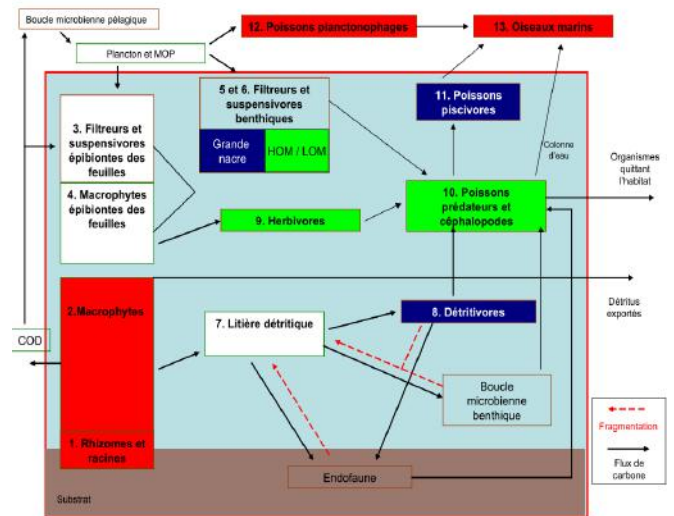 Boucle microbienne pélagique
12. Poissons planctonophages
13. Oiseaux marins
Plancton et MOP
5 et 6. Filtreurs et
suspensivores
benthiques
Grande
nacre
HOM / LOM
11. Poissons
piscivores
3. Filtreurs et
suspensivores
épibiontes des
feuilles
4. Macrophytes
épibiontes des
feuilles
Colonne
d'eau
Organismes
quittant
l'habitat
10. Poissons
prédateurs et
céphalopodes
9. Herbivores
2.Macrophytes
Détritus
exportés
7. Litière détritique
8. Détritivores
COD
Boucle
microbienne
benthique
1. Rhizomes et
racines
Fragmentation
Flux de
carbone
Endofaune
Substrat